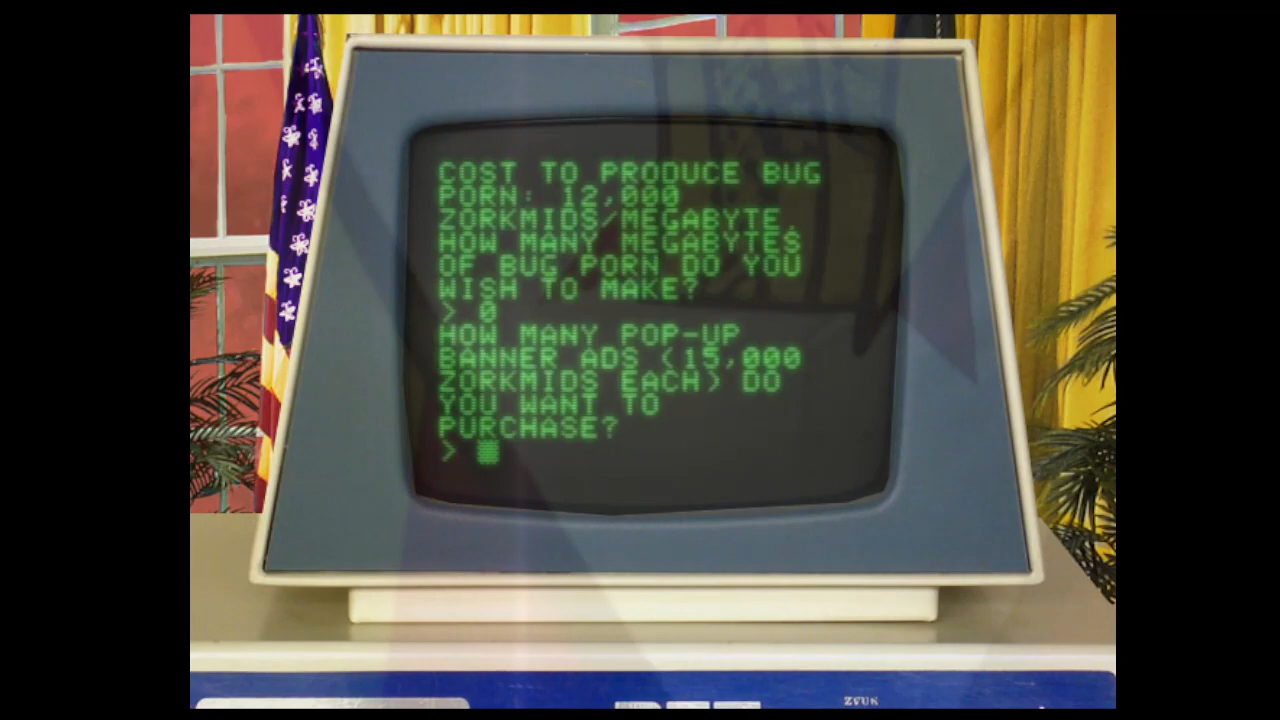 COST TO PRODUCE BUG
PORN: 12,000
ZORKMIDS/MEGABYTE.
HOW MANY MEGABYTES
OF BUG PORN DO YOU
WISH TO MAKE?
> 0
HOW MANY POP-UP
BANNER ADS (15,000
ZORKMIDS EACH) DO
YOU WANT TO
PURCHASE?
>